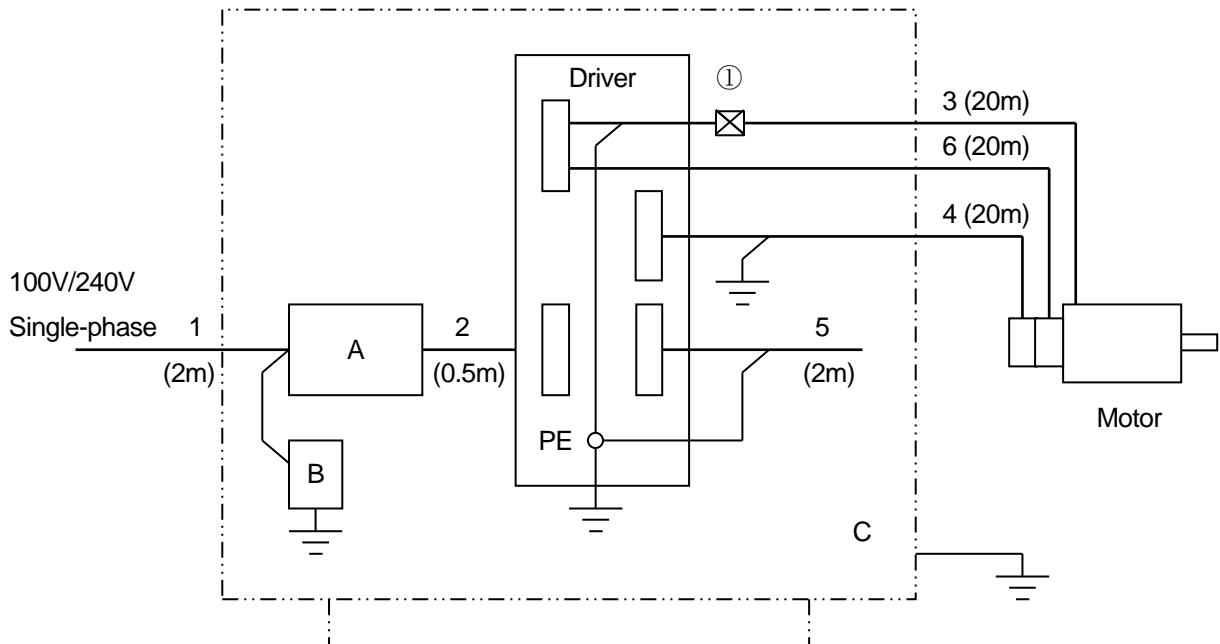 Driver
①
3 (20m)
6 (20m)
4 (20m)
100V/240V
Single-phase
1
(2m)
A
2
(0.5m)
5
(2m)
Motor
PE
B
C